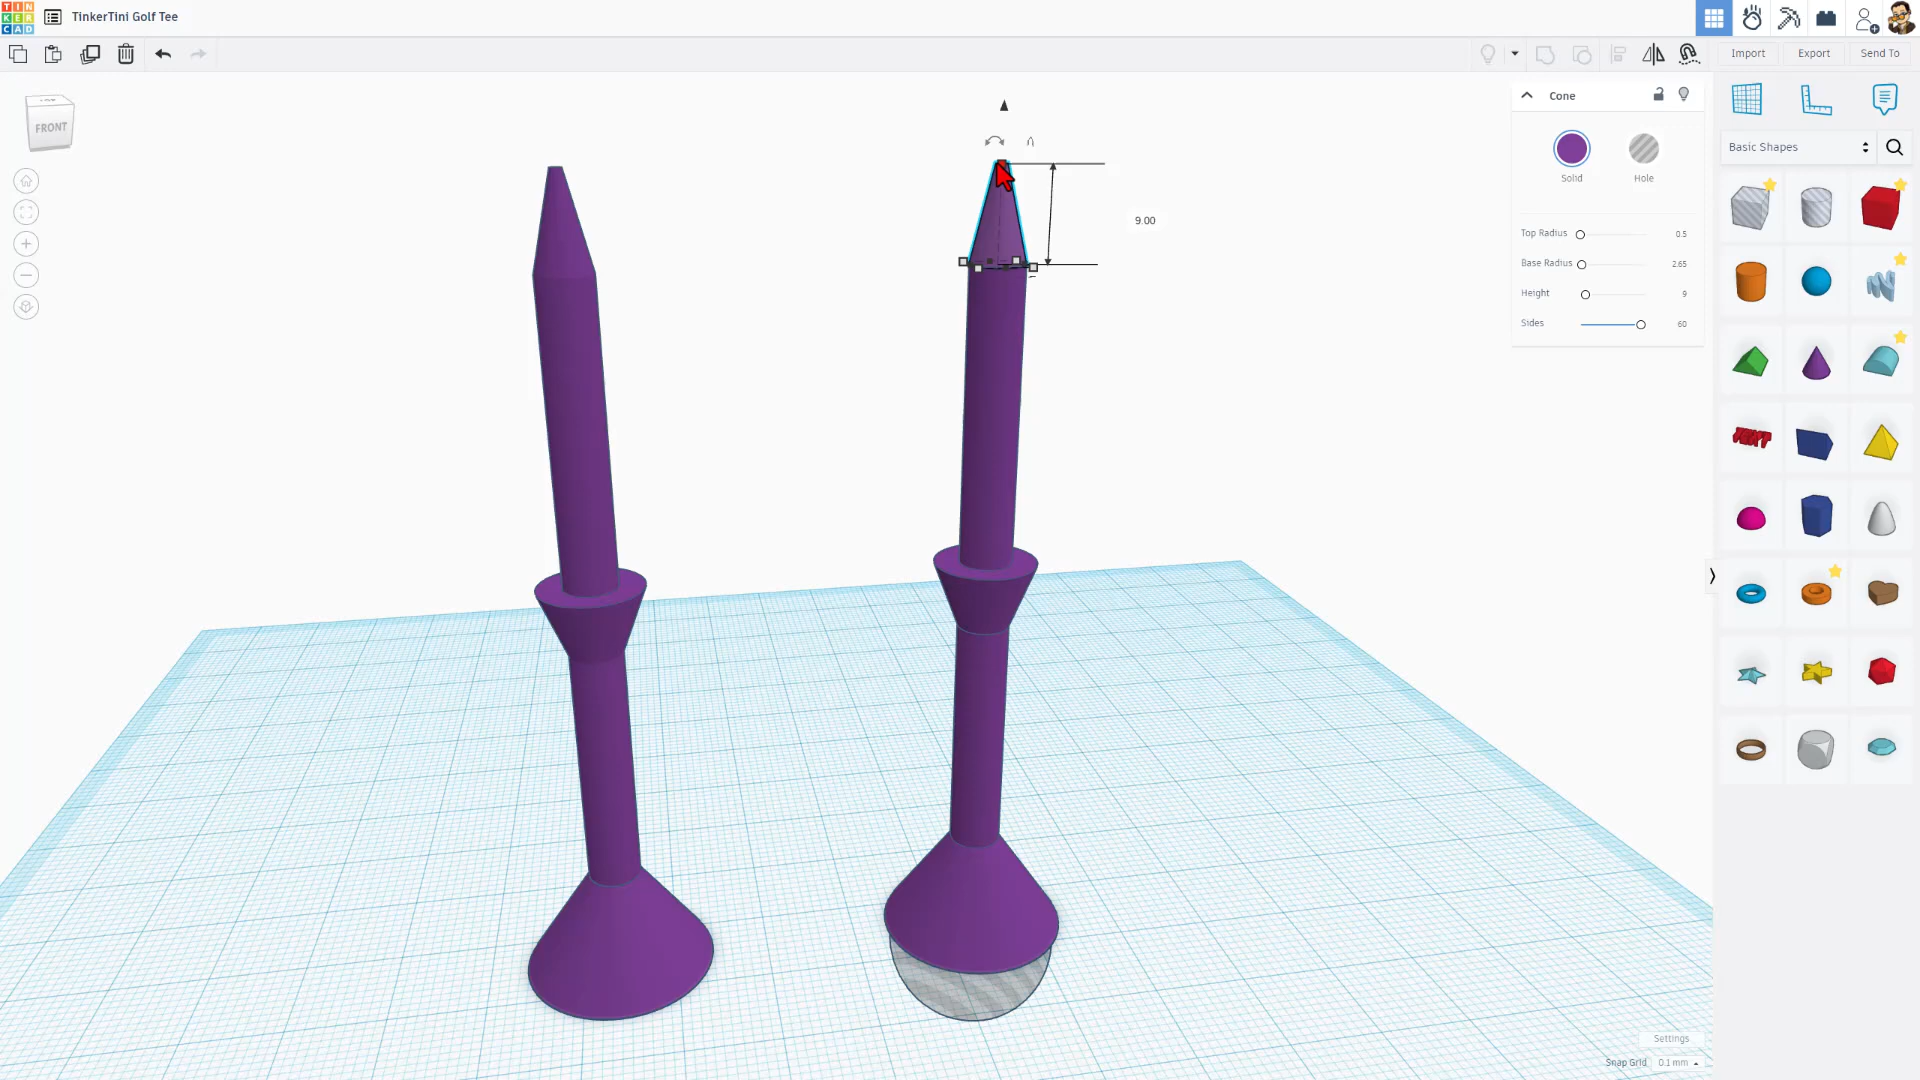 TIN
KER
CAD
TinkerTini Golf Tee
Import
Export
Send To
FRONT
Cone
Solid
Hole
Top Radius 0.5
Base Radius 2.65
Height 9
Sides 60
Basic Shapes
9.00
TEXT
Settings
Snap Grid 0.1 mm